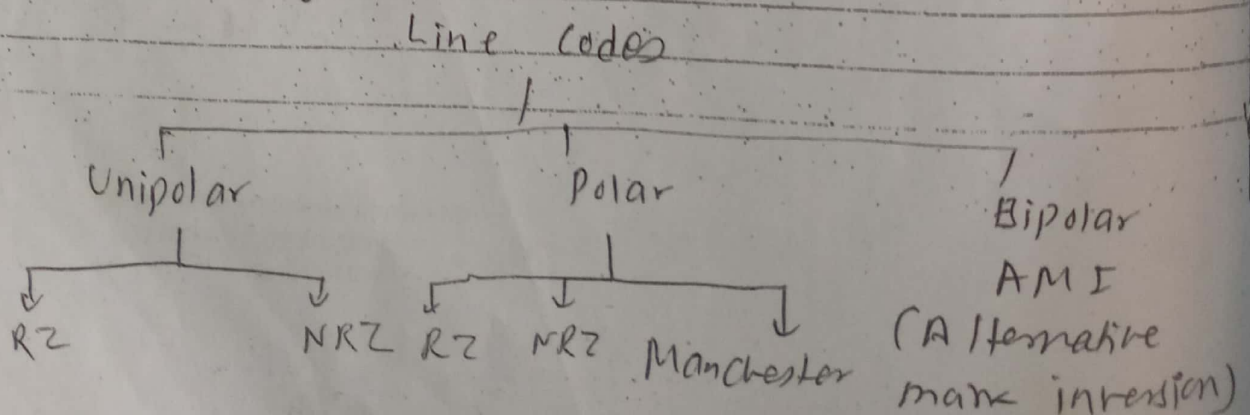 Line Codes
Unipolar Polar Bipolar
AMI
(Alternative
mark inversion)
RZ NRZ RZ NRZ Manchester